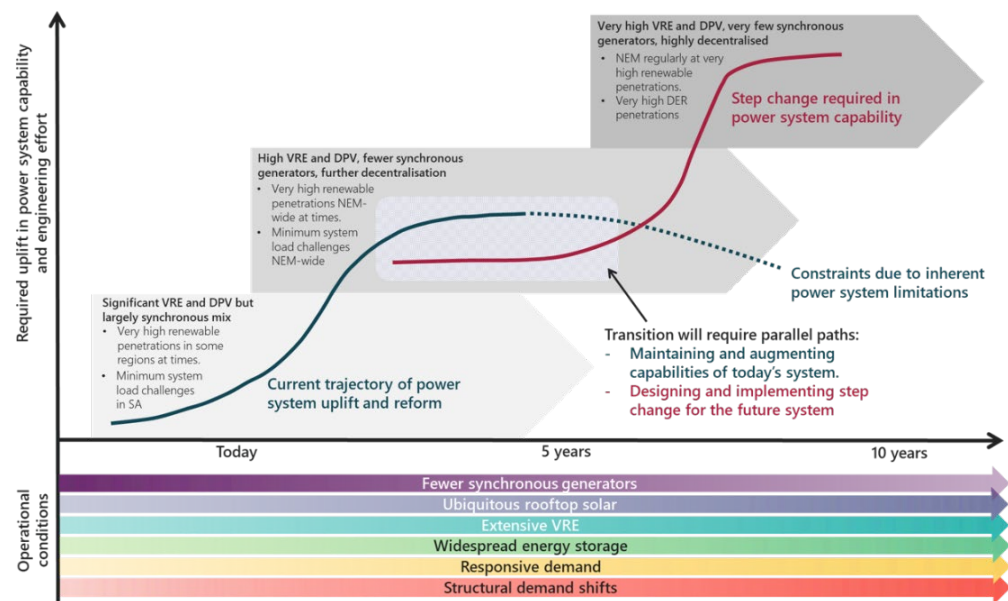 Required uplift in power system capability
and engineering effort
Very high VRE and DPV, very few synchronous
generators, highly decentralised
• NEM regularly at very
high renewable
penetrations.
• Very high DER
penetrations
Step change required in
power system capability
High VRE and DPV, fewer synchronous
generators, further decentralisation
• Very high renewable
penetrations NEM-
wide at times.
• Minimum system
load challenges
NEM-wide
Constraints due to inherent
power system limitations
Significant VRE and DPV but
largely synchronous mix
• Very high renewable
penetrations in some
regions at times.
• Minimum system
load challenges
in SA
Current trajectory of power
system uplift and reform
Transition will require parallel paths:
- Maintaining and augmenting
capabilities of today's system.
- Designing and implementing step
change for the future system
Today
5 years
10 years
Operational
conditions
Fewer synchronous generators
Ubiquitous rooftop solar
Extensive VRE
Widespread energy storage
Responsive demand
Structural demand shifts